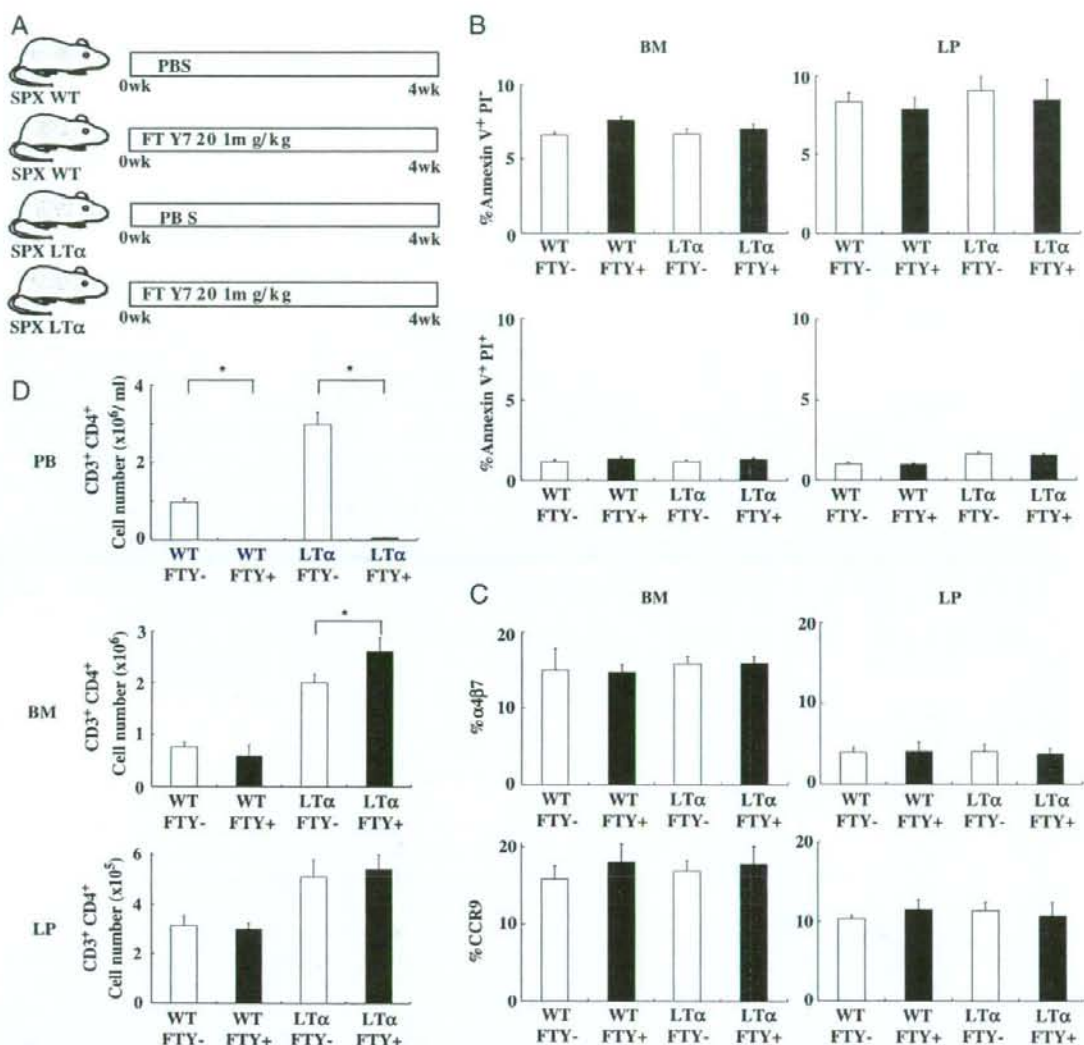 A
PBS
0wk 4wk
SPX WT
FT Y7 20 1m g/kg
0wk 4wk
SPX WT
PB S
0wk 4wk
SPX LTα
FT Y7 20 1m g/kg
0wk 4wk
SPX LTα
B
BM LP
%Annexin V⁺ PI⁻
10
5
0
WT WT LTα LTα
FTY- FTY+ FTY- FTY+
10
5
0
WT WT LTα LTα
FTY- FTY+ FTY- FTY+
%Annexin V⁺ PI⁺
10
5
0
WT WT LTα LTα
FTY- FTY+ FTY- FTY+
10
5
0
WT WT LTα LTα
FTY- FTY+ FTY- FTY+
D
PB
CD3⁺ CD4⁺
Cell number (x10⁶/ ml)
* *
4
2
0
WT WT LTα LTα
FTY- FTY+ FTY- FTY+
BM
CD3⁺ CD4⁺
Cell number (x10⁶)
*
3
2
1
0
WT WT LTα LTα
FTY- FTY+ FTY- FTY+
LP
CD3⁺ CD4⁺
Cell number (x10⁵)
6
4
2
0
WT WT LTα LTα
FTY- FTY+ FTY- FTY+
C
BM LP
%α4β7
20
10
0
WT WT LTα LTα
FTY- FTY+ FTY- FTY+
20
10
0
WT WT LTα LTα
FTY- FTY+ FTY- FTY+
%CCR9
20
10
0
WT WT LTα LTα
FTY- FTY+ FTY- FTY+
20
10
0
WT WT LTα LTα
FTY- FTY+ FTY- FTY+